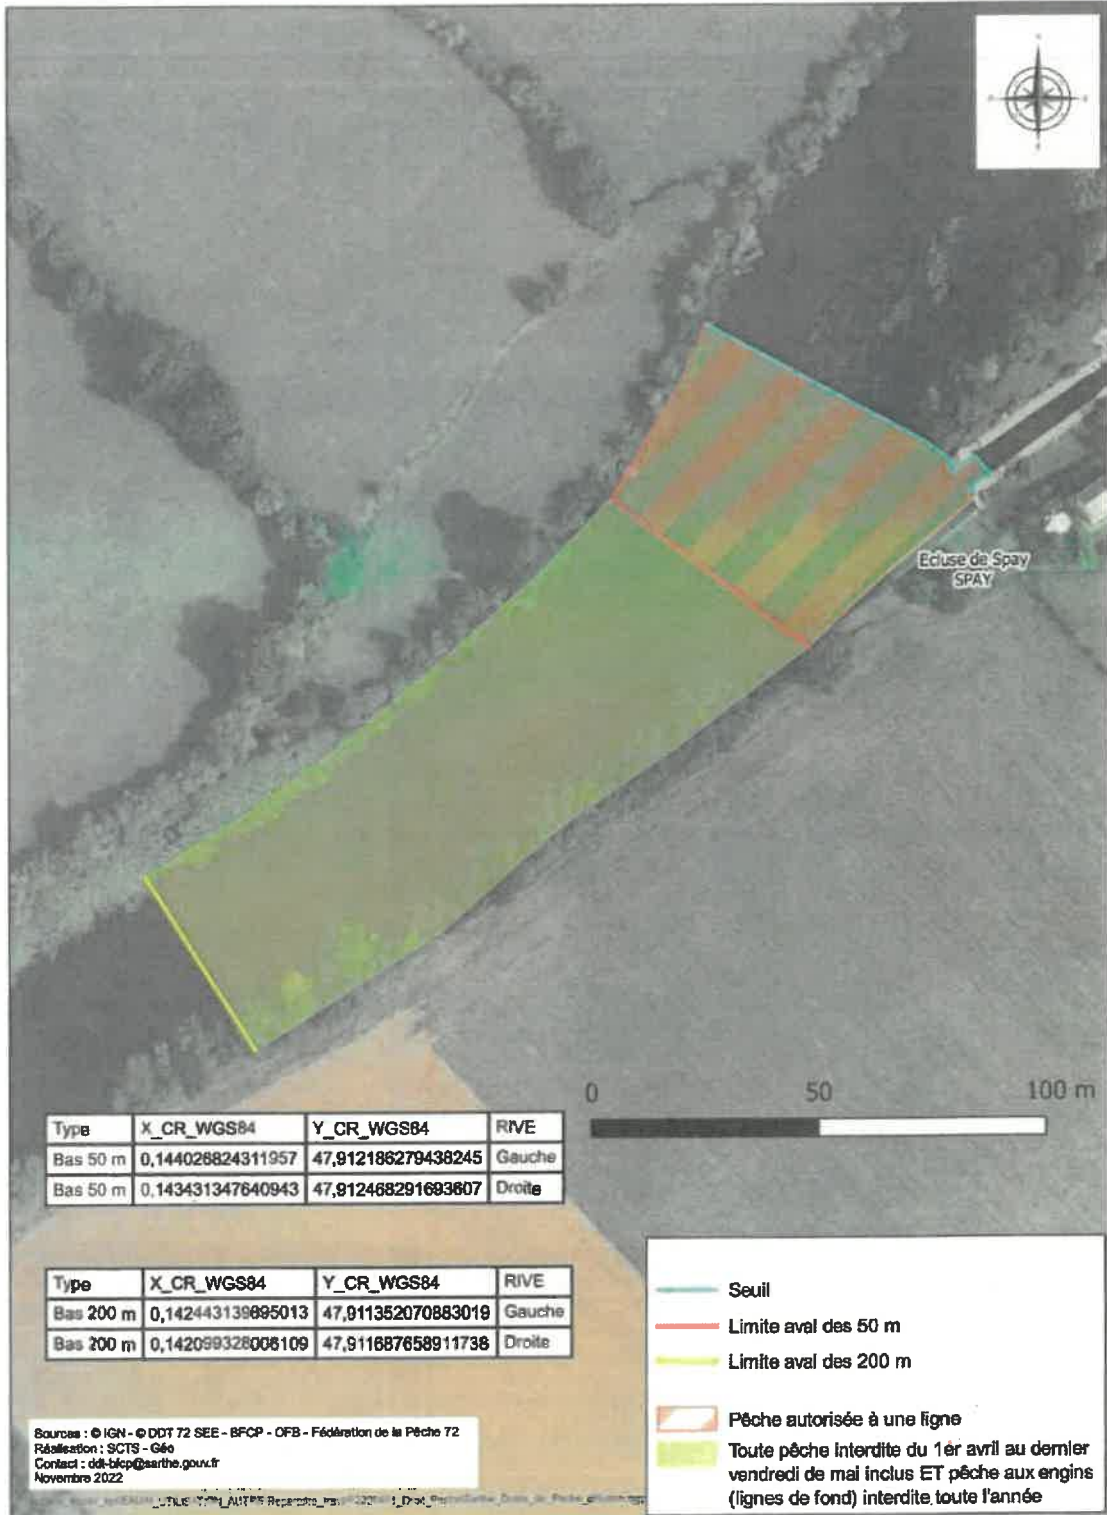 Ecluse de Spay
SPAY
0 50 100 m
Type X_CR_WGS84 Y_CR_WGS84 RIVE
Bas 50 m 0,144026824311957 47,912186279438245 Gauche
Bas 50 m 0,143431347640943 47,912468291693607 Droite
Type X_CR_WGS84 Y_CR_WGS84 RIVE
Bas 200 m 0,142443139695013 47,911352070883019 Gauche
Bas 200 m 0,142099328006109 47,911687658911738 Droite
Seuil
Limite aval des 50 m
Limite aval des 200 m
Pêche autorisée à une ligne
Toute pêche interdite du 1er avril au dernier
vendredi de mai inclus ET pêche aux engins
(lignes de fond) interdite toute l'année
Sources : © IGN - © DDT 72 SEE - BFCP - OFB - Fédération de la Pêche 72
Réalisation : SCTS - Géo
Contact : ddt-bfcp@sarthe.gouv.fr
Novembre 2022